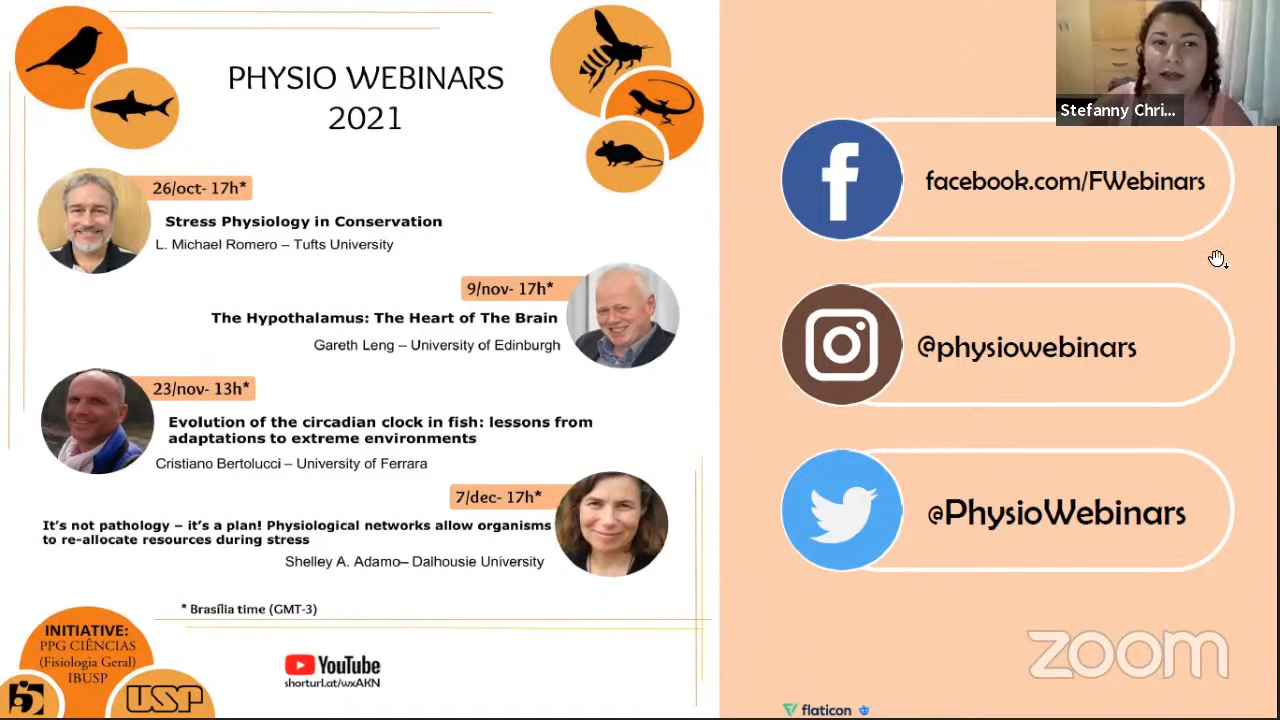 PHYSIO WEBINARS
2021
26/oct- 17h*
Stress Physiology in Conservation
L. Michael Romero – Tufts University
9/nov- 17h*
The Hypothalamus: The Heart of The Brain
Gareth Leng – University of Edinburgh
23/nov- 13h*
Evolution of the circadian clock in fish: lessons from
adaptations to extreme environments
Cristiano Bertolucci – University of Ferrara
7/dec- 17h*
It's not pathology – it's a plan! Physiological networks allow organisms
to re-allocate resources during stress
Shelley A. Adamo– Dalhousie University
* Brasília time (GMT-3)
INITIATIVE:
PPG CIÊNCIAS
(Fisiologia Geral)
IBUSP
USP
YouTube
shorturl.at/wxAKN
Stefanny Chri...
facebook.com/FWebinars
@physiowebinars
@PhysioWebinars
zoom
flaticon